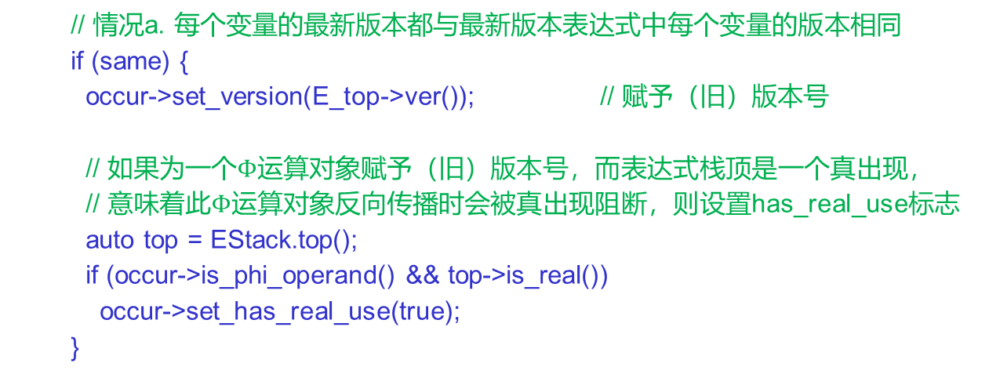 // 情况a. 每个变量的最新版本都与最新版本表达式中每个变量的版本相同
if (same) {
occur->set_version(E_top->ver()); // 赋予（旧）版本号
// 如果为一个Φ运算对象赋予（旧）版本号，而表达式栈顶是一个真出现，
// 意味着此Φ运算对象反向传播时会被真出现阻断，则设置has_real_use标志
auto top = EStack.top();
if (occur->is_phi_operand() && top->is_real())
occur->set_has_real_use(true);
}